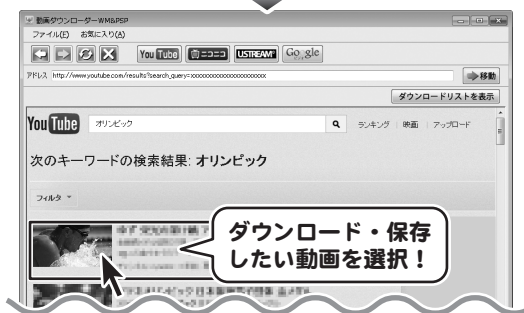 動画ダウンローダーWM&PSP
ファイル(F) お気に入り(A)
You Tube ニコニコ USTREAM Google
アドレス http://www.youtube.com/results?search_query=xxxxxxxxxxxxxxxxxxxxxxx 移動
ダウンロードリストを表示
You Tube オリンピック ランキング 映画 アップロード
次のキーワードの検索結果: オリンピック
フィルタ
ダウンロード・保存
したい動画を選択！